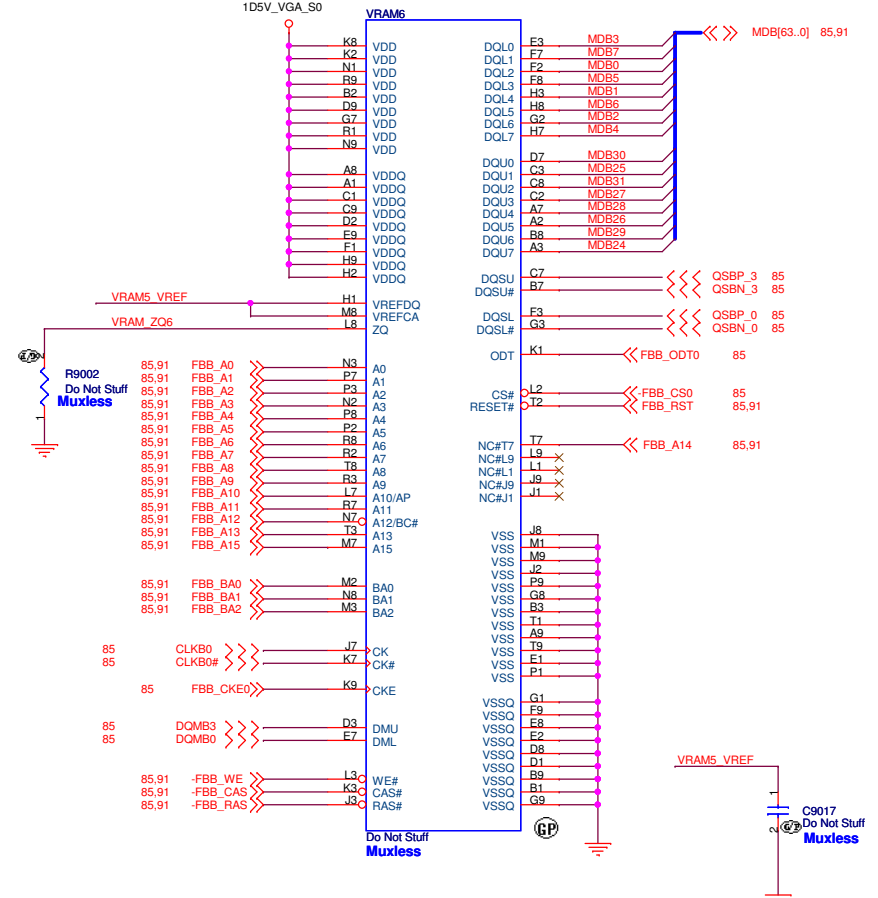 1D5V_VGA_S0
VRAM6
K8 VDD DQL0 E3 MDB3 MDB[63..0] 85,91
K2 VDD DQL1 F7 MDB7
N1 VDD DQL2 F2 MDB0
R9 VDD DQL3 F8 MDB5
B2 VDD DQL4 H3 MDB1
D9 VDD DQL5 H8 MDB6
G7 VDD DQL6 G2 MDB2
R1 VDD DQL7 H7 MDB4
N9 VDD
DQU0 D7 MDB30
A8 VDDQ DQU1 C3 MDB25
A1 VDDQ DQU2 C8 MDB31
C1 VDDQ DQU3 C2 MDB27
C9 VDDQ DQU4 A7 MDB28
D2 VDDQ DQU5 A2 MDB26
E9 VDDQ DQU6 B8 MDB29
F1 VDDQ DQU7 A3 MDB24
H9 VDDQ
H2 VDDQ DQSU C7 QSBP_3 85
DQSU# B7 QSBN_3 85
VRAM5_VREF H1 VREFDQ
M8 VREFCA DQSL F3 QSBP_0 85
VRAM_ZQ6 L8 ZQ DQSL# G3 QSBN_0 85
ODT K1 FBB_ODT0 85
2
R9002
Do Not Stuff
Muxless
1
85,91 FBB_A0 N3 A0
85,91 FBB_A1 P7 A1
85,91 FBB_A2 P3 A2 CS# L2 -FBB_CS0 85
85,91 FBB_A3 N2 A3 RESET# T2 FBB_RST 85,91
85,91 FBB_A4 P8 A4
85,91 FBB_A5 P2 A5
85,91 FBB_A6 R8 A6 NC#T7 T7 FBB_A14 85,91
85,91 FBB_A7 R2 A7 NC#L9 L9
85,91 FBB_A8 T8 A8 NC#L1 L1
85,91 FBB_A9 R3 A9 NC#J9 J9
85,91 FBB_A10 L7 A10/AP NC#J1 J1
85,91 FBB_A11 R7 A11
85,91 FBB_A12 N7 A12/BC#
85,91 FBB_A13 T3 A13 VSS J8
85,91 FBB_A15 M7 A15 VSS M1
VSS M9
VSS J2
85,91 FBB_BA0 M2 BA0 VSS P9
85,91 FBB_BA1 N8 BA1 VSS G8
85,91 FBB_BA2 M3 BA2 VSS B3
VSS T1
VSS A9
85 CLKB0 J7 CK VSS T9
85 CLKB0# K7 CK# VSS E1
VSS P1
85 FBB_CKE0 K9 CKE
VSSQ G1
VSSQ F9
85 DQMB3 D3 DMU VSSQ E8
85 DQMB0 E7 DML VSSQ E2
VSSQ D8
VSSQ D1
85,91 -FBB_WE L3 WE# VSSQ B9
85,91 -FBB_CAS K3 CAS# VSSQ B1
85,91 -FBB_RAS J3 RAS# VSSQ G9
Do Not Stuff
Muxless
GP
VRAM5_VREF
1
C9017
2 Do Not Stuff
Muxless